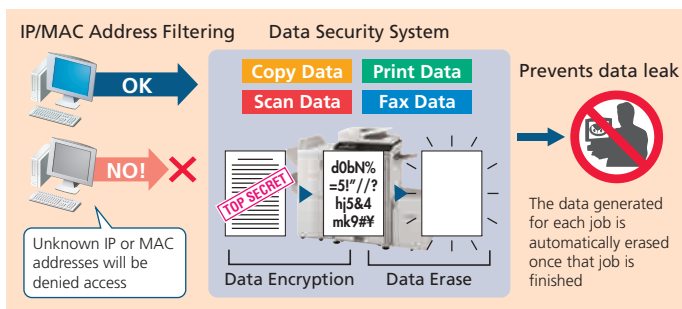 IP/MAC Address Filtering
Data Security System
OK
NO!
Unknown IP or MAC
addresses will be
denied access
Copy Data
Print Data
Scan Data
Fax Data
TOP SECRET
d0bN%
=5!"//?
hj5&4
mk9#¥
Data Encryption
Data Erase
Prevents data leak
The data generated
for each job is
automatically erased
once that job is
finished